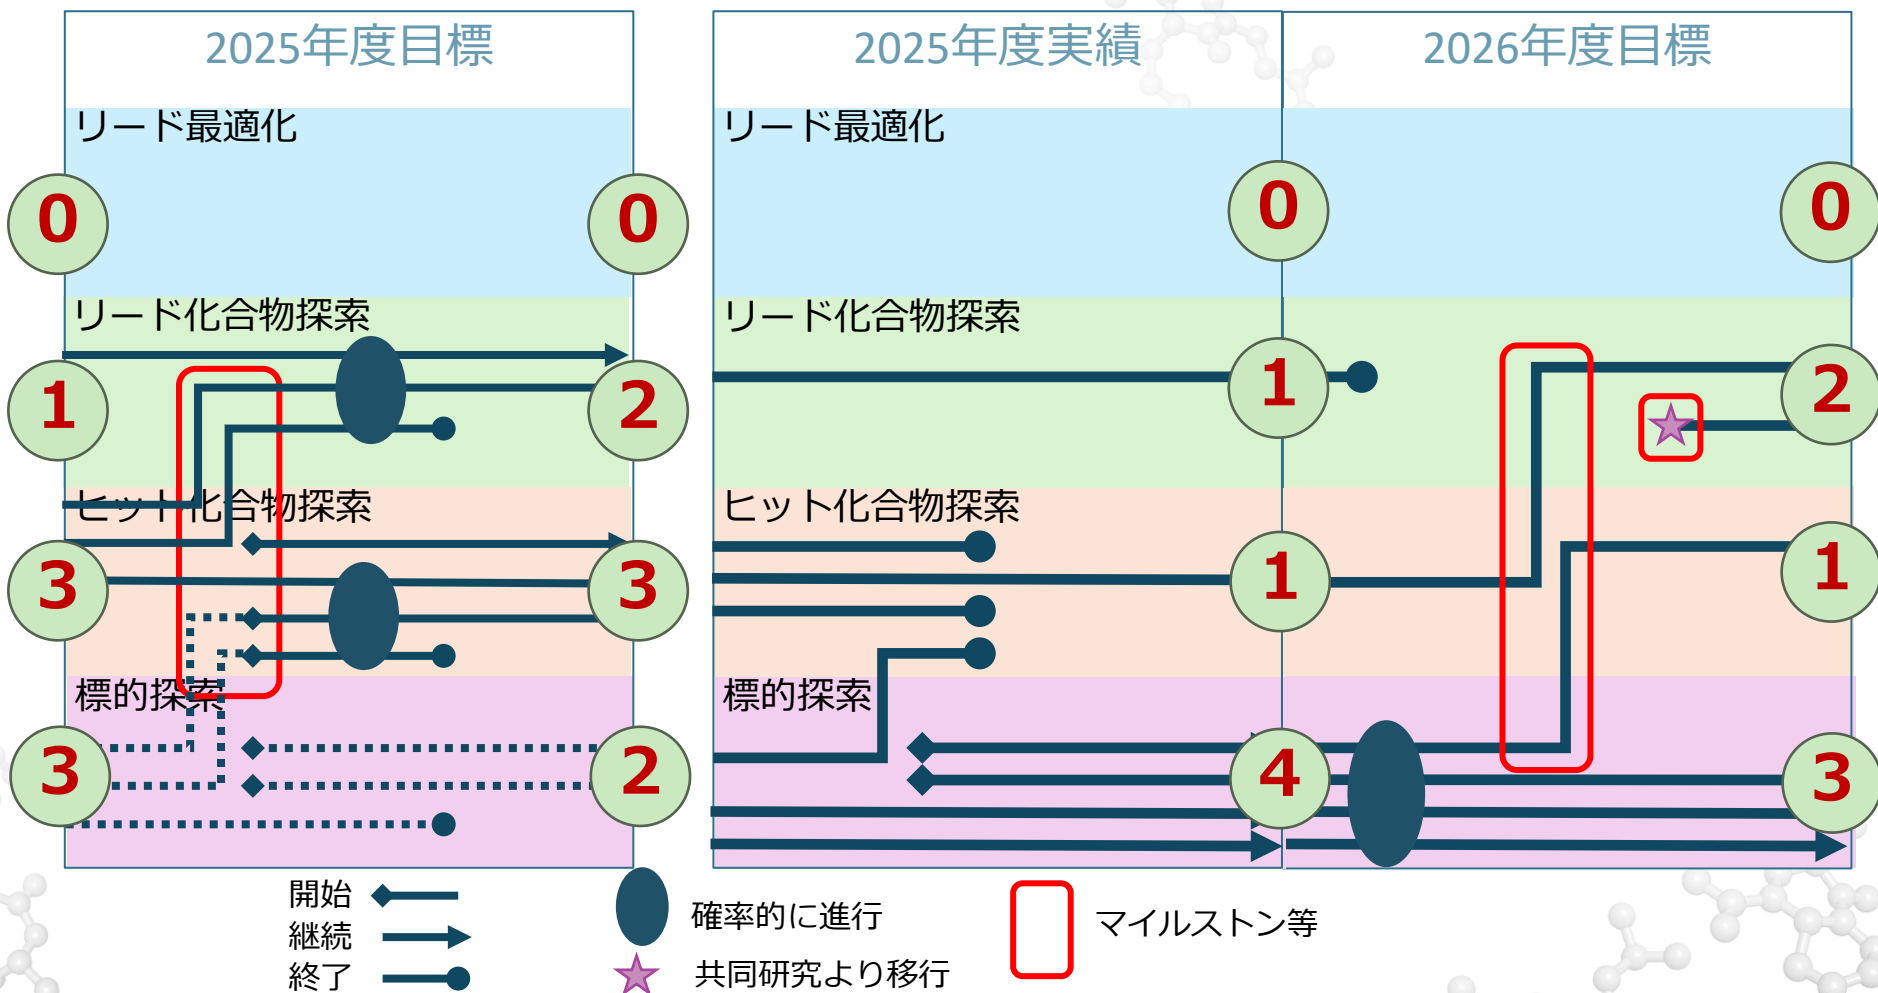 2025年度目標
2025年度実績
2026年度目標
リード最適化
リード最適化
0
0
0
0
リード化合物探索
リード化合物探索
1
2
1
2
ヒット化合物探索
ヒット化合物探索
3
3
1
1
標的探索
標的探索
3
2
4
3
開始
継続
終了
確率的に進行
共同研究より移行
マイルストン等